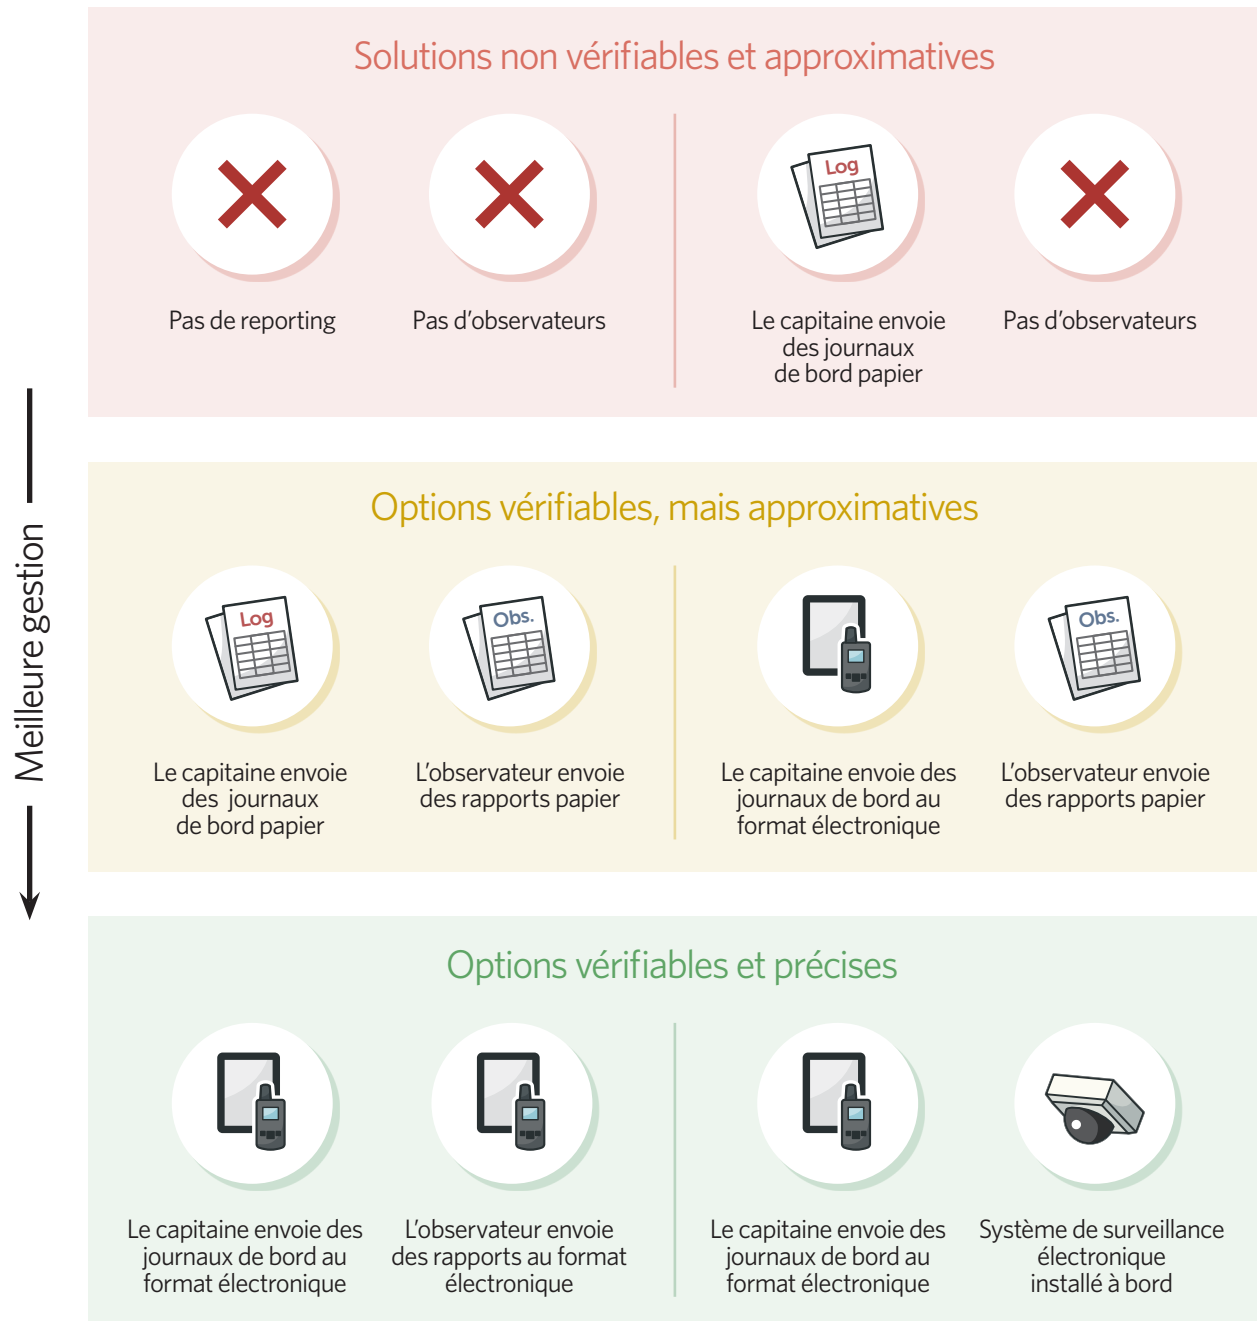 Solutions non vérifiables et approximatives
Log
Pas de reporting
Pas d'observateurs
Le capitaine envoie
des journaux
de bord papier
Pas d'observateurs
Meilleure gestion
Options vérifiables, mais approximatives
Log
Obs.
Obs.
Le capitaine envoie
des journaux
de bord papier
L'observateur envoie
des rapports papier
Le capitaine envoie des
journaux de bord au
format électronique
L'observateur envoie
des rapports papier
Options vérifiables et précises
Le capitaine envoie des
journaux de bord au
format électronique
L'observateur envoie
des rapports au format
électronique
Le capitaine envoie des
journaux de bord au
format électronique
Système de surveillance
électronique
installé à bord